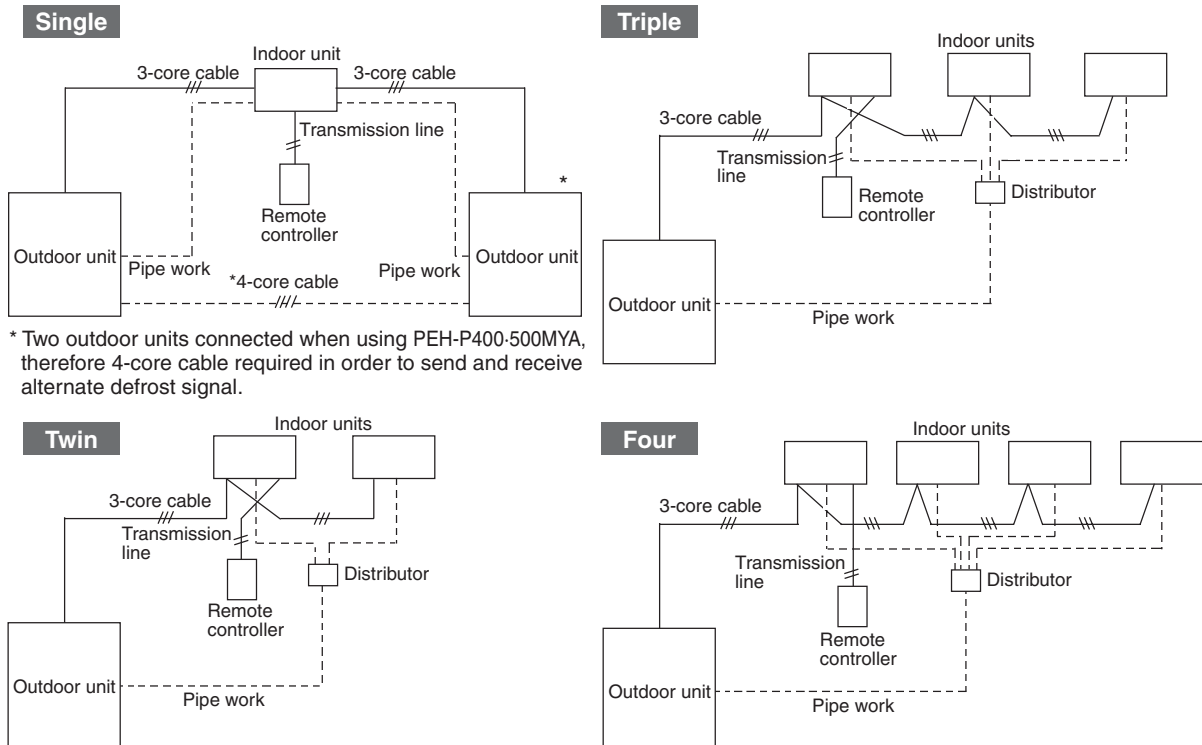 Single
Indoor unit
3-core cable
3-core cable
Transmission line
Remote
controller
*
Outdoor unit
Pipe work
Pipe work
Outdoor unit
*4-core cable
* Two outdoor units connected when using PEH-P400·500MYA,
therefore 4-core cable required in order to send and receive
alternate defrost signal.
Triple
Indoor units
3-core cable
Transmission
line
Remote
controller
Distributor
Outdoor unit
Pipe work
Twin
Indoor units
3-core cable
Transmission
line
Distributor
Remote
controller
Outdoor unit
Pipe work
Four
Indoor units
3-core cable
Transmission
line
Distributor
Remote
controller
Outdoor unit
Pipe work